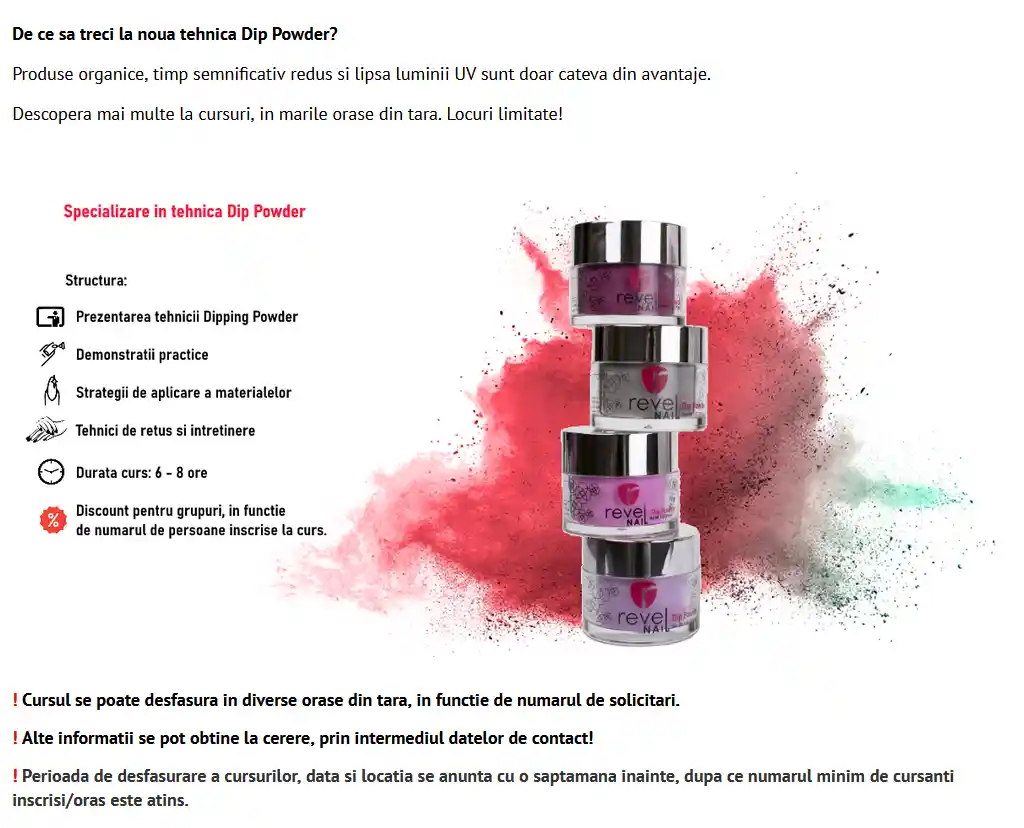 De ce sa treci la noua tehnica Dip Powder?
Produse organice, timp semnificativ redus si lipsa luminii UV sunt doar cateva din avantaje.
Descopera mai multe la cursuri, in marile orase din tara. Locuri limitate!
Specializare in tehnica Dip Powder
Structura:
Prezentarea tehnicii Dipping Powder
Demonstratii practice
Strategii de aplicare a materialelor
Tehnici de retus si intretinere
Durata curs: 6 - 8 ore
%
Discount pentru grupuri, in functie
de numarul de persoane inscrise la curs.
revel
NAIL
revel
NAIL
Dip Powder
revel
NAIL
revel
NAIL
Dip Powder
! Cursul se poate desfasura in diverse orase din tara, in functie de numarul de solicitari.
! Alte informatii se pot obtine la cerere, prin intermediul datelor de contact!
! Perioada de desfasurare a cursurilor, data si locatia se anunta cu o saptamana inainte, dupa ce numarul minim de cursanti
inscrisi/oras este atins.